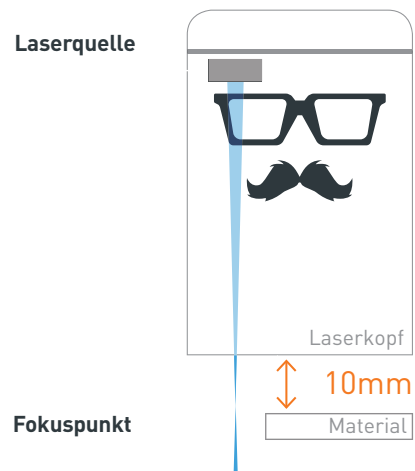 Laserquelle
Laserkopf
10mm
Fokuspunkt
Material